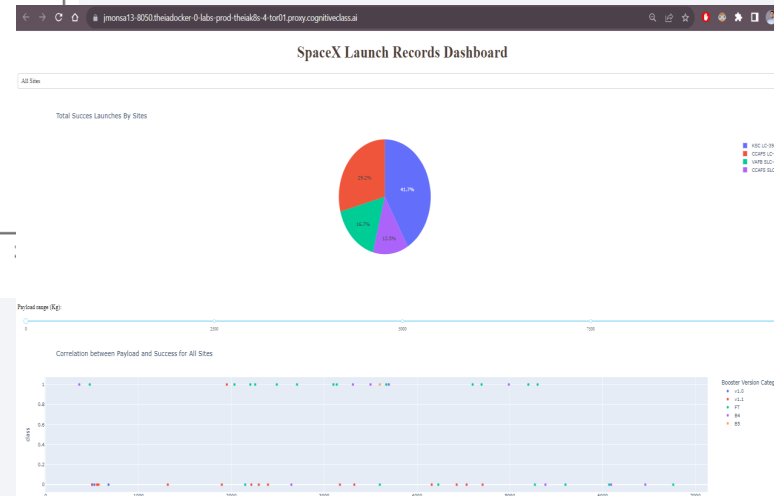 jmonsa13-8050.theiadocker-0-labs-prod-theiak8s-4-tor01.proxy.cognitiveclass.ai
SpaceX Launch Records Dashboard
All Sites
Total Succes Launches By Sites
KSC LC-39
CCAFS LC-
VAFB SLC-
CCAFS SLC
29.2%
41.7%
16.7%
12.5%
Payload range (Kg):
0 2500 5000 7500
Correlation between Payload and Success for All Sites
Booster Version Categ
v1.0
v1.1
FT
B4
B5
class
1
0.8
0.6
0.4
0.2
0
0 1000 2000 3000 4000 5000 6000 7000